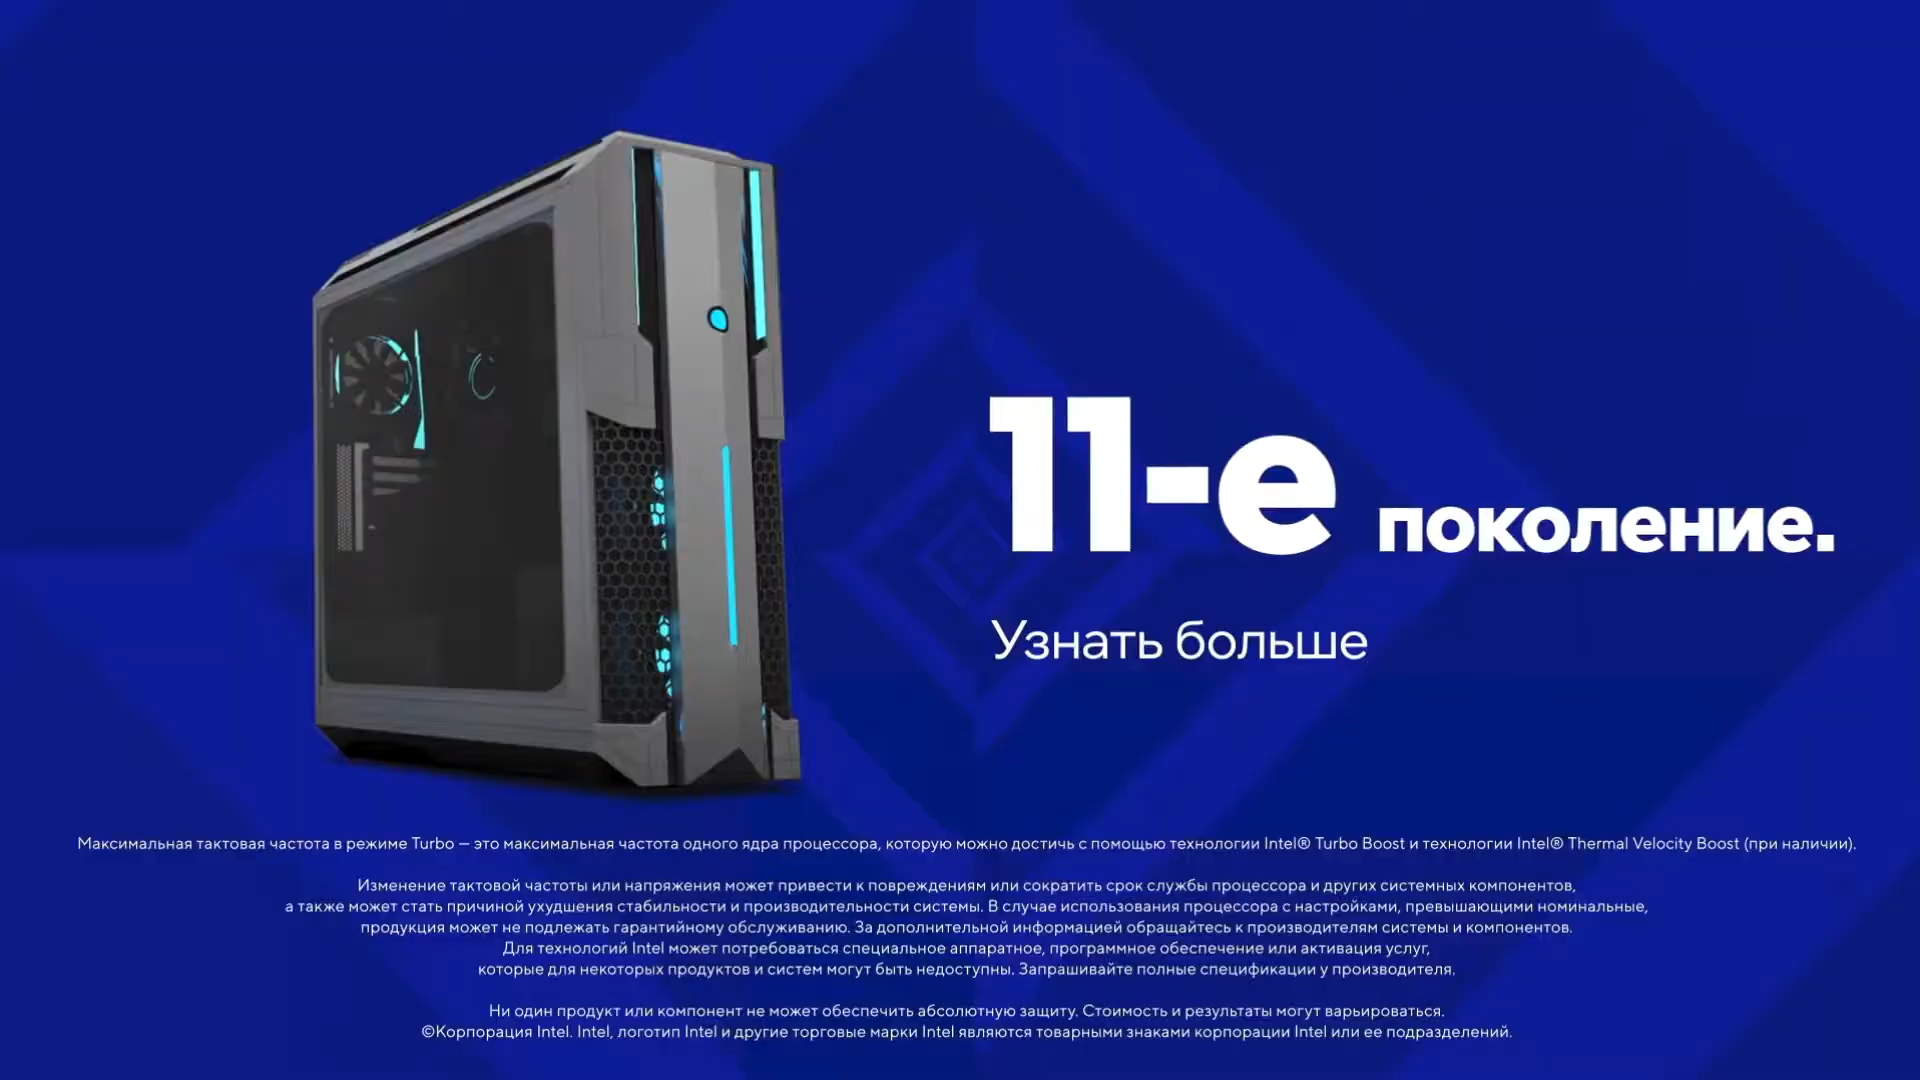 11-е поколение.
Узнать больше
Максимальная тактовая частота в режиме Turbo — это максимальная частота одного ядра процессора, которую можно достичь с помощью технологии Intel® Turbo Boost и технологии Intel® Thermal Velocity Boost (при наличии).
Изменение тактовой частоты или напряжения может привести к повреждениям или сократить срок службы процессора и других системных компонентов,
а также может стать причиной ухудшения стабильности и производительности системы. В случае использования процессора с настройками, превышающими номинальные,
продукция может не подлежать гарантийному обслуживанию. За дополнительной информацией обращайтесь к производителям системы и компонентов.
Для технологий Intel может потребоваться специальное аппаратное, программное обеспечение или активация услуг,
которые для некоторых продуктов и систем могут быть недоступны. Запрашивайте полные спецификации у производителя.
Ни один продукт или компонент не может обеспечить абсолютную защиту. Стоимость и результаты могут варьироваться.
©Корпорация Intel. Intel, логотип Intel и другие торговые марки Intel являются товарными знаками корпорации Intel или ее подразделений.